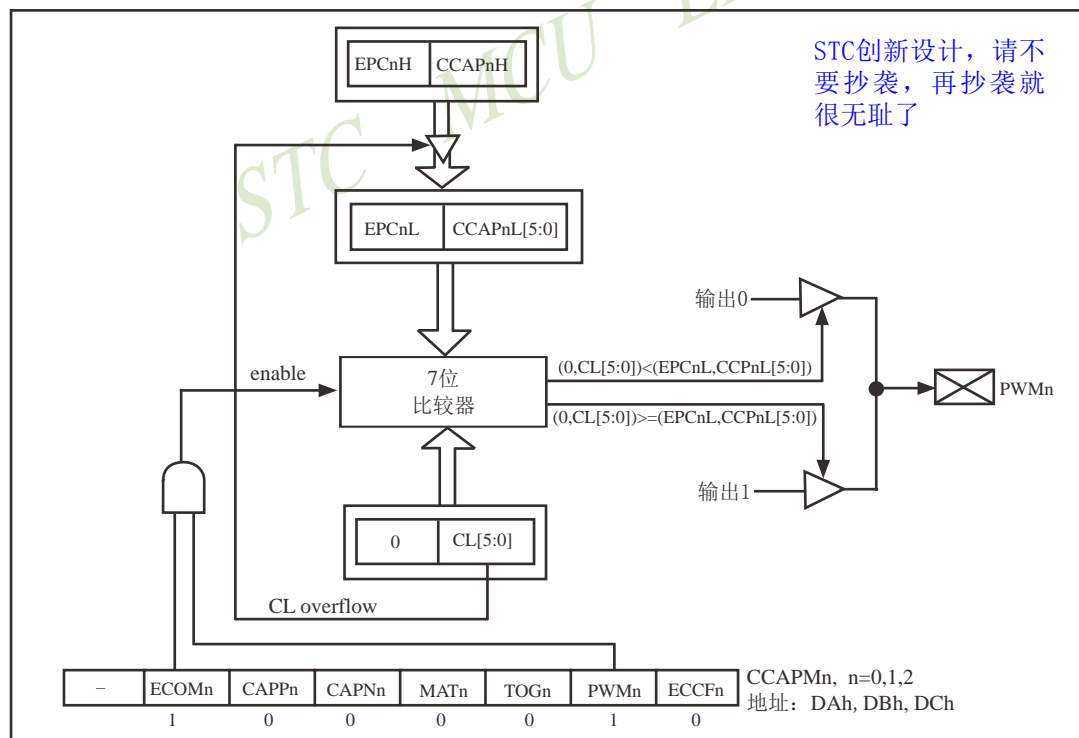 STC MCU
STC创新设计，请不
要抄袭，再抄袭就
很无耻了
EPCnH CCAPnH
EPCnL CCAPnL[5:0]
输出0
enable
7位
比较器
(0,CL[5:0])<(EPCnL,CCPnL[5:0])
(0,CL[5:0])>=(EPCnL,CCPnL[5:0])
PWMn
输出1
0 CL[5:0]
CL overflow
– ECOMn CAPPn CAPNn MATn TOGn PWMn ECCFn
CCAPMn, n=0,1,2
地址：DAh, DBh, DCh
1 0 0 0 0 1 0